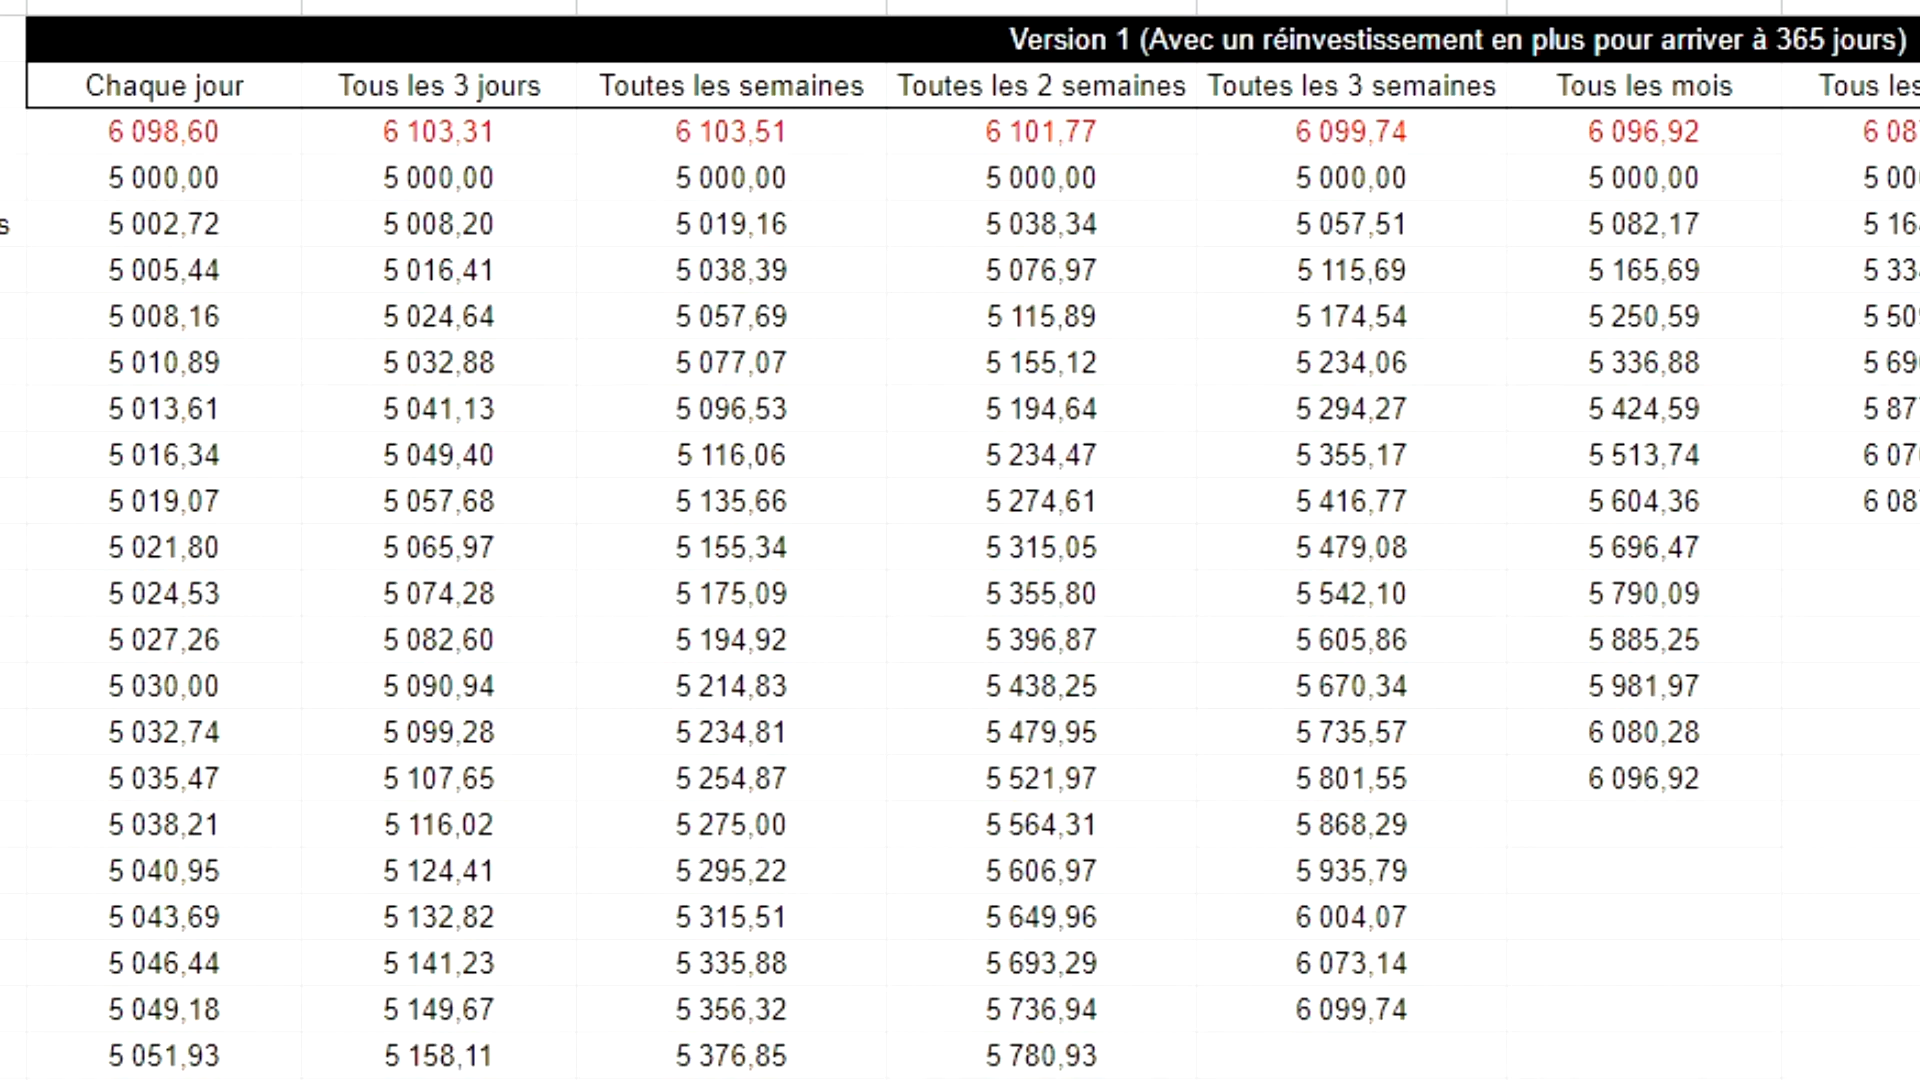 Version 1 (Avec un réinvestissement en plus pour arriver à 365 jours)
Chaque jour Tous les 3 jours Toutes les semaines Toutes les 2 semaines Toutes les 3 semaines Tous les mois Tous les
6 098,60 6 103,31 6 103,51 6 101,77 6 099,74 6 096,92 6 08
5 000,00 5 000,00 5 000,00 5 000,00 5 000,00 5 000,00 5 00
s 5 002,72 5 008,20 5 019,16 5 038,34 5 057,51 5 082,17 5 16
5 005,44 5 016,41 5 038,39 5 076,97 5 115,69 5 165,69 5 33
5 008,16 5 024,64 5 057,69 5 115,89 5 174,54 5 250,59 5 50
5 010,89 5 032,88 5 077,07 5 155,12 5 234,06 5 336,88 5 69
5 013,61 5 041,13 5 096,53 5 194,64 5 294,27 5 424,59 5 87
5 016,34 5 049,40 5 116,06 5 234,47 5 355,17 5 513,74 6 07
5 019,07 5 057,68 5 135,66 5 274,61 5 416,77 5 604,36 6 08
5 021,80 5 065,97 5 155,34 5 315,05 5 479,08 5 696,47
5 024,53 5 074,28 5 175,09 5 355,80 5 542,10 5 790,09
5 027,26 5 082,60 5 194,92 5 396,87 5 605,86 5 885,25
5 030,00 5 090,94 5 214,83 5 438,25 5 670,34 5 981,97
5 032,74 5 099,28 5 234,81 5 479,95 5 735,57 6 080,28
5 035,47 5 107,65 5 254,87 5 521,97 5 801,55 6 096,92
5 038,21 5 116,02 5 275,00 5 564,31 5 868,29
5 040,95 5 124,41 5 295,22 5 606,97 5 935,79
5 043,69 5 132,82 5 315,51 5 649,96 6 004,07
5 046,44 5 141,23 5 335,88 5 693,29 6 073,14
5 049,18 5 149,67 5 356,32 5 736,94 6 099,74
5 051,93 5 158,11 5 376,85 5 780,93